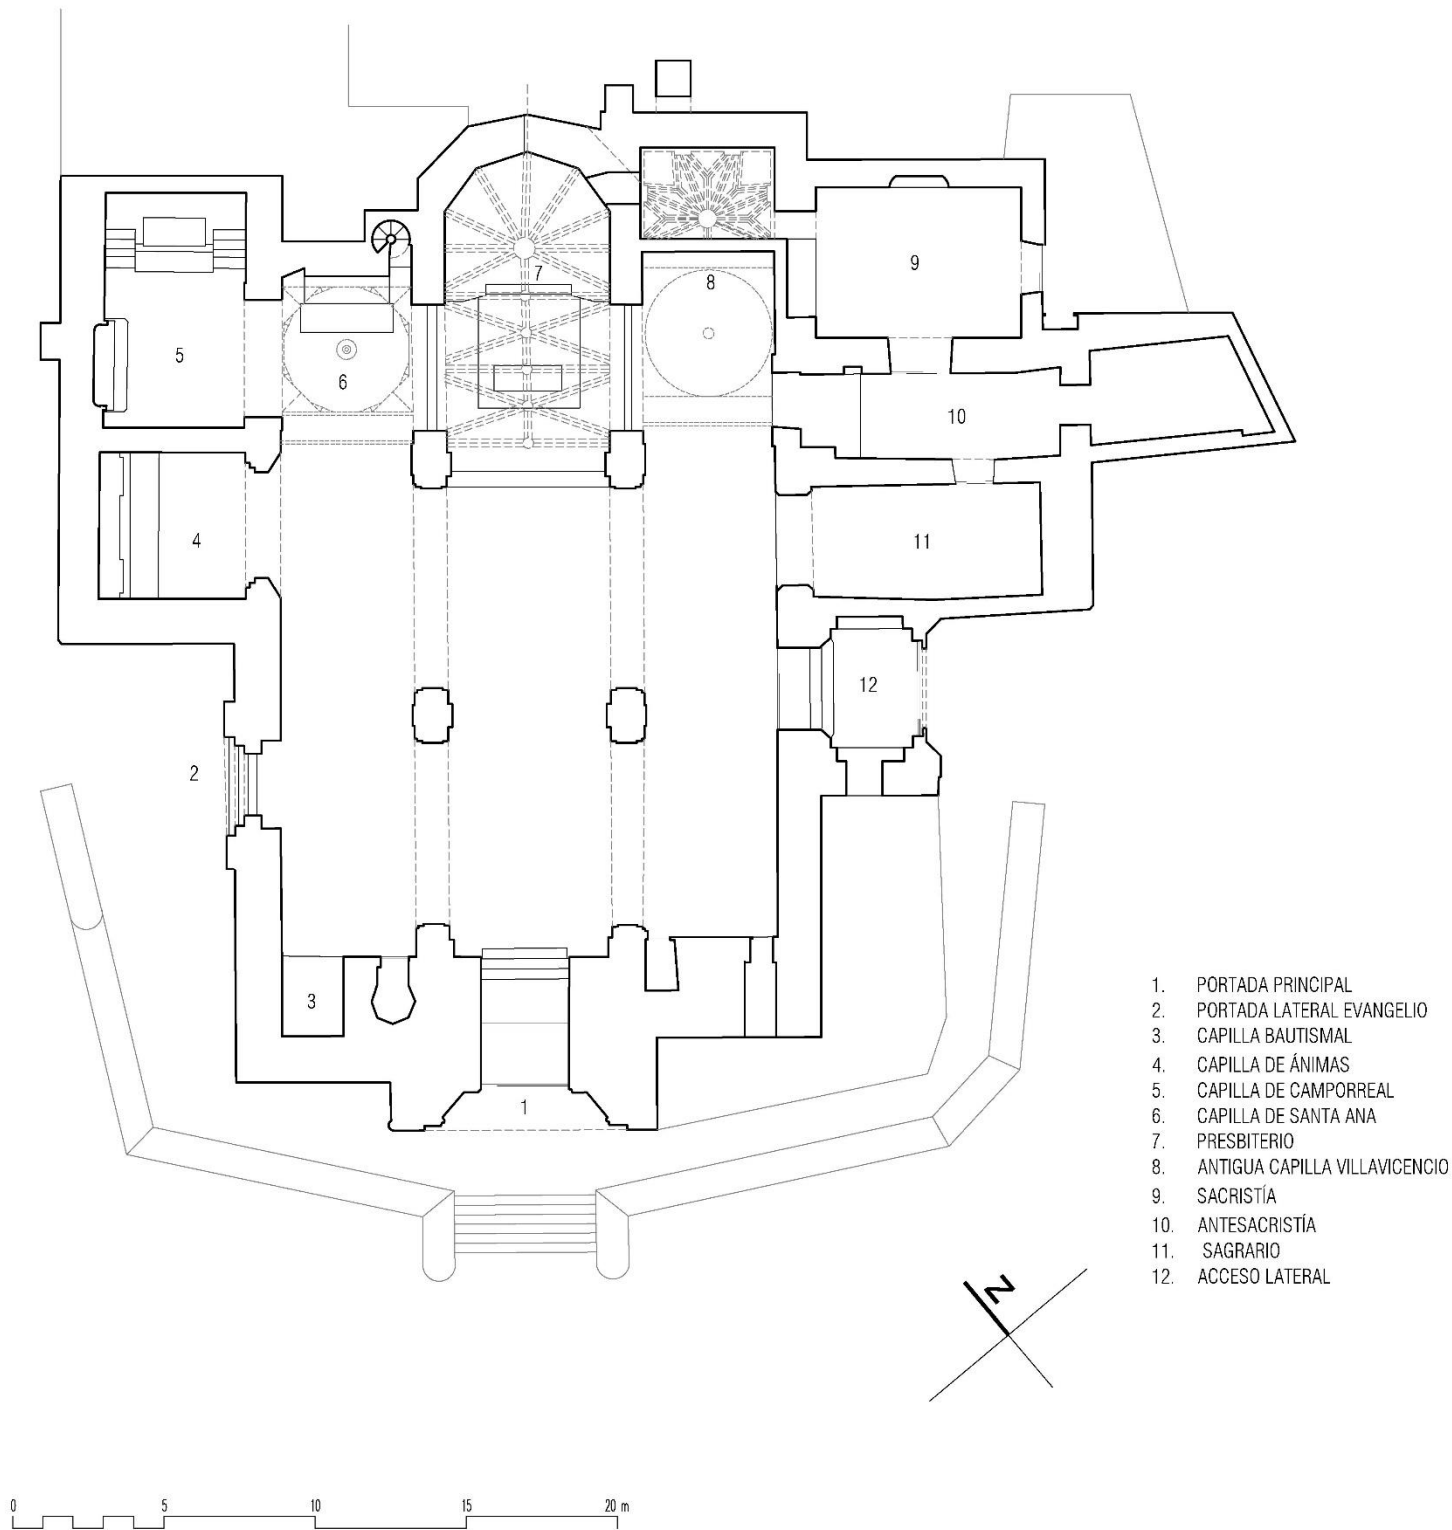 7
9
8
5
6
10
4
11
12
2
3
1
1. PORTADA PRINCIPAL
2. PORTADA LATERAL EVANGELIO
3. CAPILLA BAUTISMAL
4. CAPILLA DE ÁNIMAS
5. CAPILLA DE CAMPORREAL
6. CAPILLA DE SANTA ANA
7. PRESBITERIO
8. ANTIGUA CAPILLA VILLAVICENCIO
9. SACRISTÍA
10. ANTESACRISTÍA
11. SAGRARIO
12. ACCESO LATERAL
N
0 5 10 15 20 m